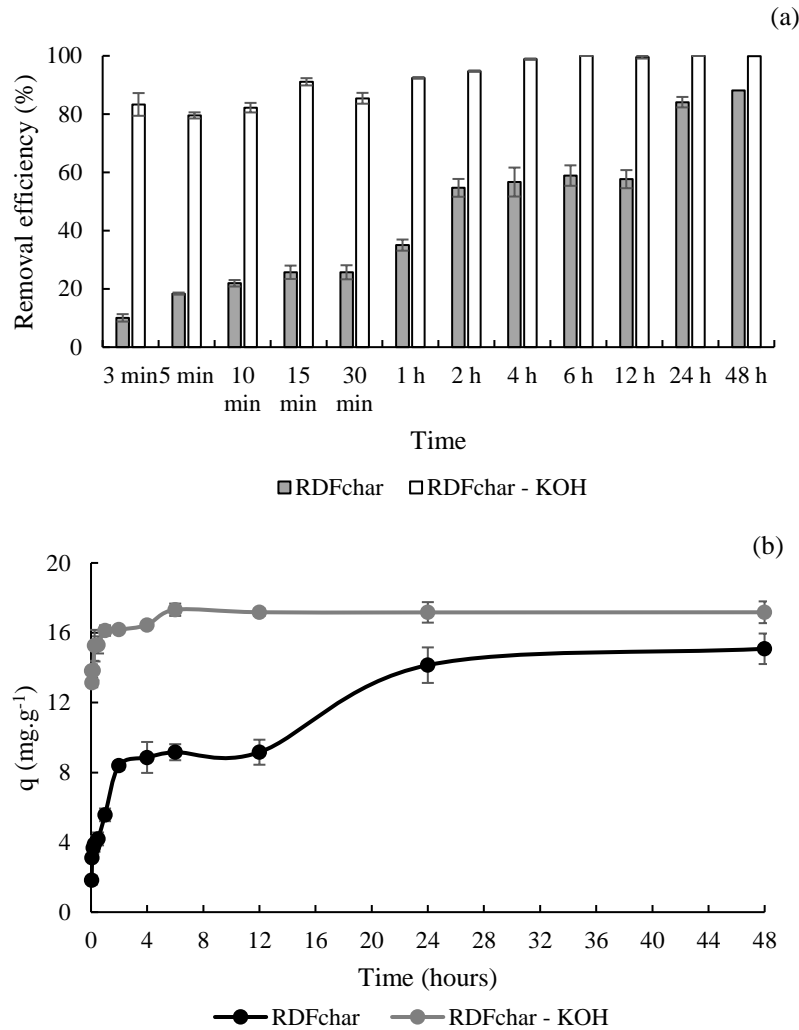 (a)
Removal efficiency (%)
100
80
60
40
20
0
3 min 5 min 10 min 15 min 30 min 1 h 2 h 4 h 6 h 12 h 24 h 48 h
Time
RDFchar RDFchar - KOH
(b)
q (mg.g⁻¹)
20
16
12
8
4
0
0 4 8 12 16 20 24 28 32 36 40 44 48
Time (hours)
RDFchar RDFchar - KOH